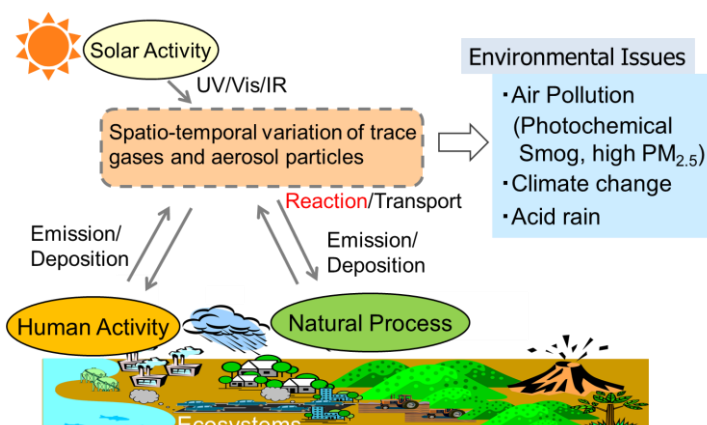 Solar Activity
UV/Vis/IR
Spatio-temporal variation of trace
gases and aerosol particles
Reaction/Transport
Emission/
Deposition
Emission/
Deposition
Human Activity
Natural Process
Ecosystems
Environmental Issues
・Air Pollution
(Photochemical
Smog, high PM2.5)
・Climate change
・Acid rain